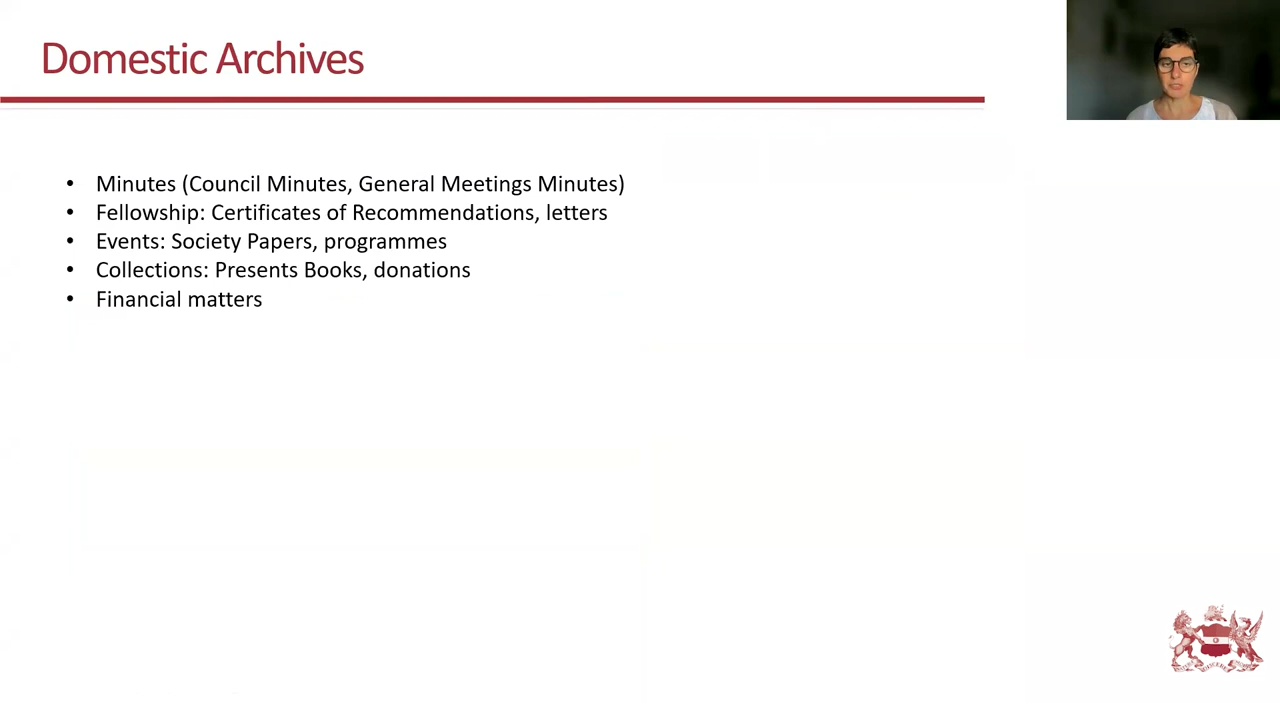 Domestic Archives
• Minutes (Council Minutes, General Meetings Minutes)
• Fellowship: Certificates of Recommendations, letters
• Events: Society Papers, programmes
• Collections: Presents Books, donations
• Financial matters